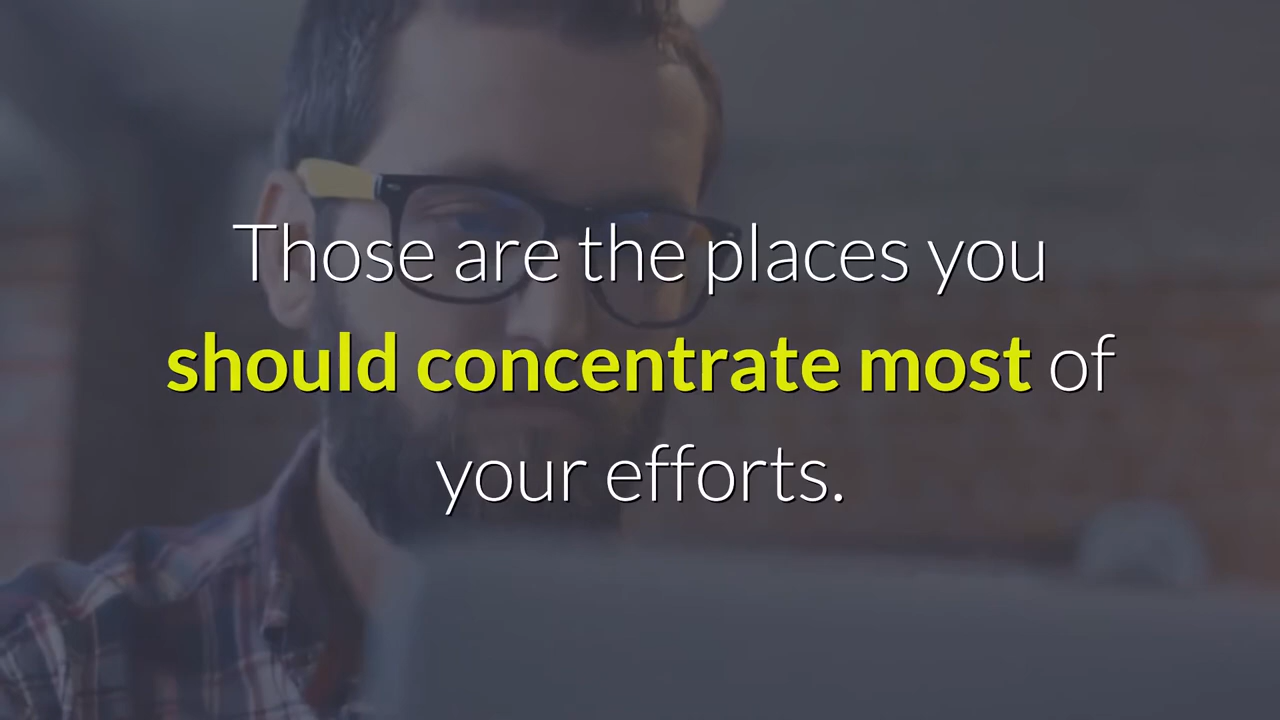 Those are the places you
should concentrate most of
your efforts.